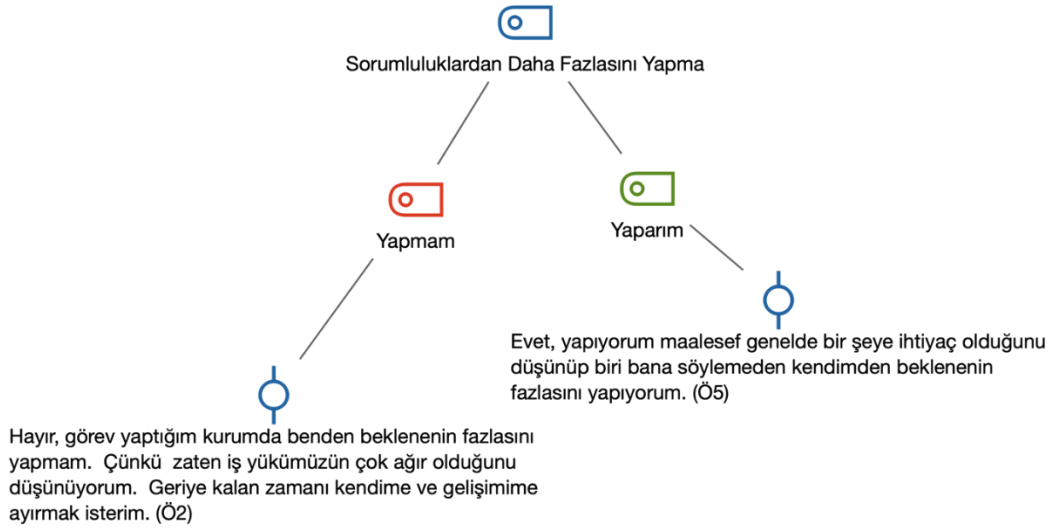 Sorumluluklardan Daha Fazlasını Yapma
Yapmam
Yaparım
Evet, yapıyorum maalesef genelde bir şeye ihtiyaç olduğunu
düşünüp biri bana söylemeden kendimden beklenenin
fazlasını yapıyorum. (Ö5)
Hayır, görev yaptığım kurumda benden beklenenin fazlasını
yapmam.  Çünkü  zaten iş yükümüzün çok ağır olduğunu
düşünüyorum.  Geriye kalan zamanı kendime ve gelişimime
ayırmak isterim. (Ö2)